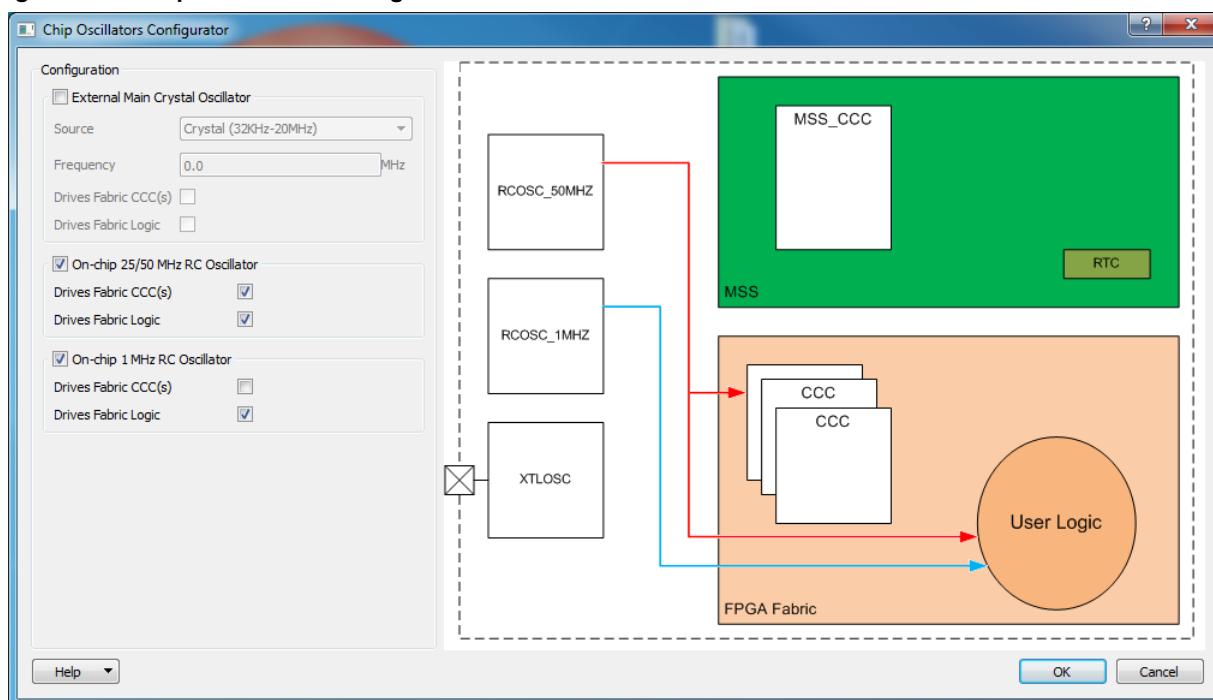 Chip Oscillators Configurator
Configuration
External Main Crystal Oscillator
Source Crystal (32KHz-20MHz)
Frequency 0.0 MHz
Drives Fabric CCC(s)
Drives Fabric Logic
On-chip 25/50 MHz RC Oscillator
Drives Fabric CCC(s)
Drives Fabric Logic
On-chip 1 MHz RC Oscillator
Drives Fabric CCC(s)
Drives Fabric Logic
RCOSC_50MHZ
RCOSC_1MHZ
XTLOSC
MSS_CCC
RTC
MSS
CCC
CCC
User Logic
FPGA Fabric
Help
OK
Cancel